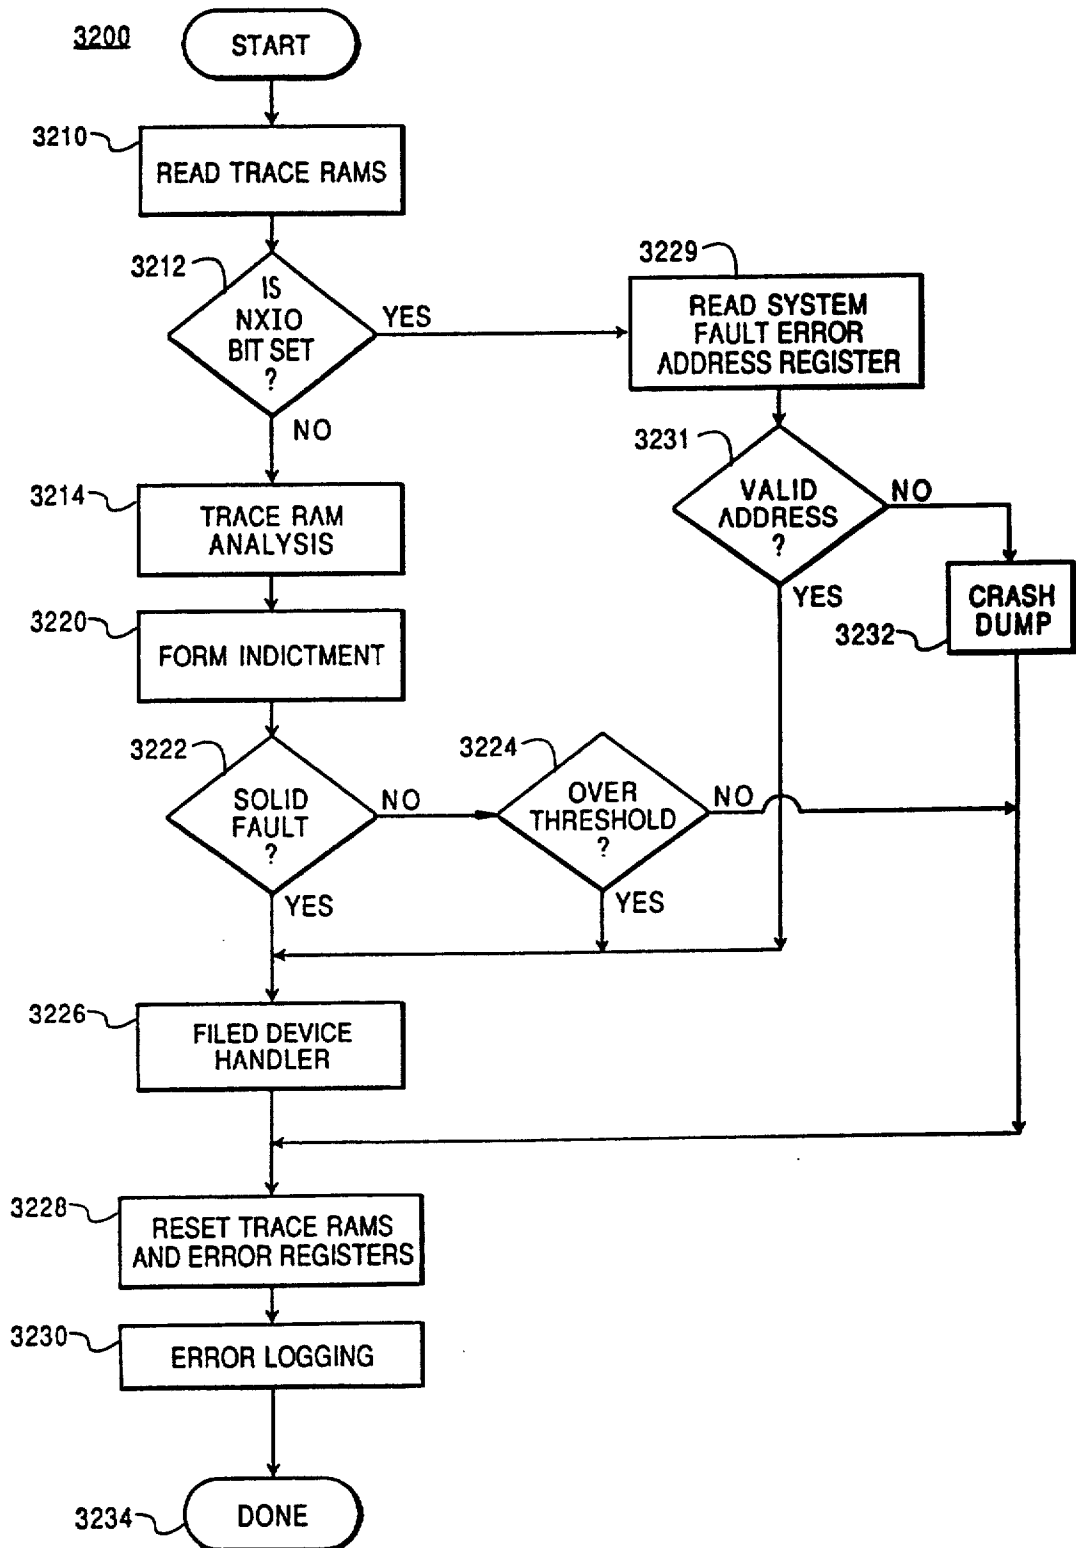 3200
START
3210
READ TRACE RAMS
3212
IS
NXIO
BIT SET
?
YES
NO
3229
READ SYSTEM
FAULT ERROR
ADDRESS REGISTER
3231
VALID
ADDRESS
?
NO
YES
3214
TRACE RAM
ANALYSIS
CRASH
DUMP
3232
3220
FORM INDICTMENT
3222
SOLID
FAULT
?
NO
YES
3224
OVER
THRESHOLD
?
NO
YES
3226
FILED DEVICE
HANDLER
3228
RESET TRACE RAMS
AND ERROR REGISTERS
3230
ERROR LOGGING
3234
DONE